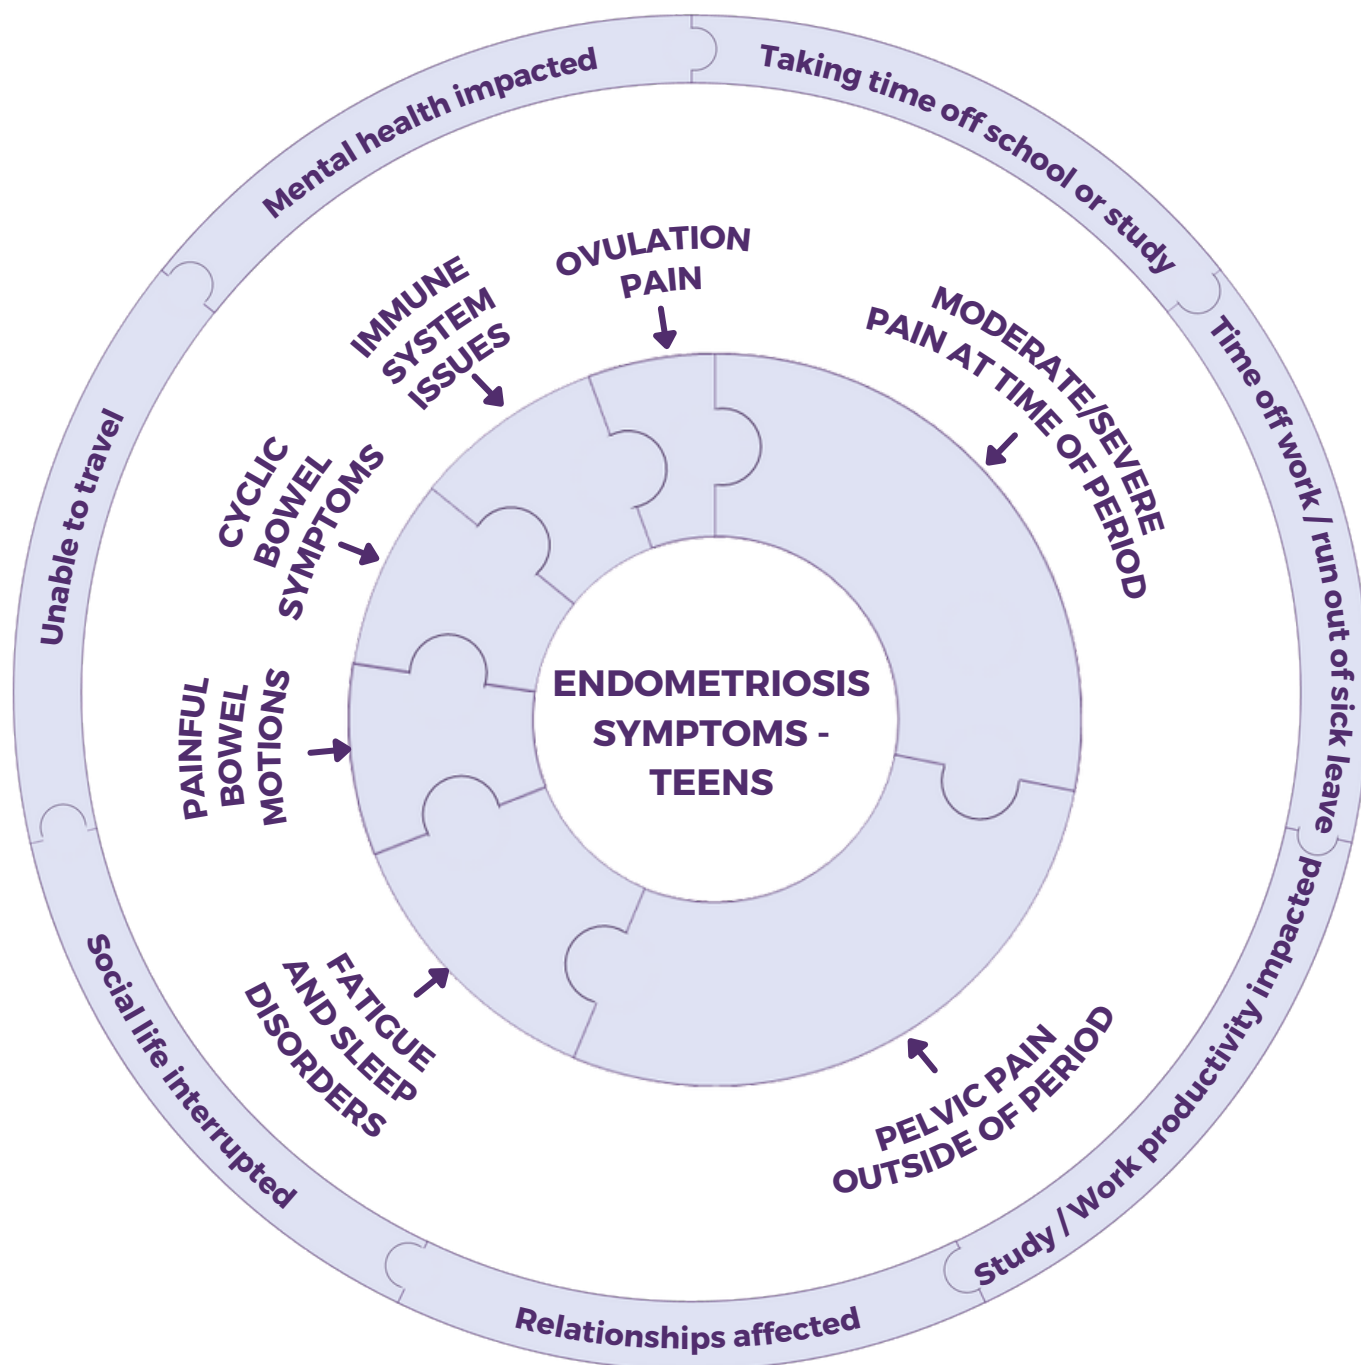 Mental health impacted
Taking time off school or study
Time off work / run out of sick leave
Study / Work productivity impacted
Relationships affected
Social life interrupted
Unable to travel
OVULATION
PAIN
MODERATE/SEVERE
PAIN AT TIME OF PERIOD
PELVIC PAIN
OUTSIDE OF PERIOD
FATIGUE
AND SLEEP
DISORDERS
PAINFUL
BOWEL
MOTIONS
CYCLIC
BOWEL
SYMPTOMS
IMMUNE
SYSTEM
ISSUES
ENDOMETRIOSIS
SYMPTOMS -
TEENS